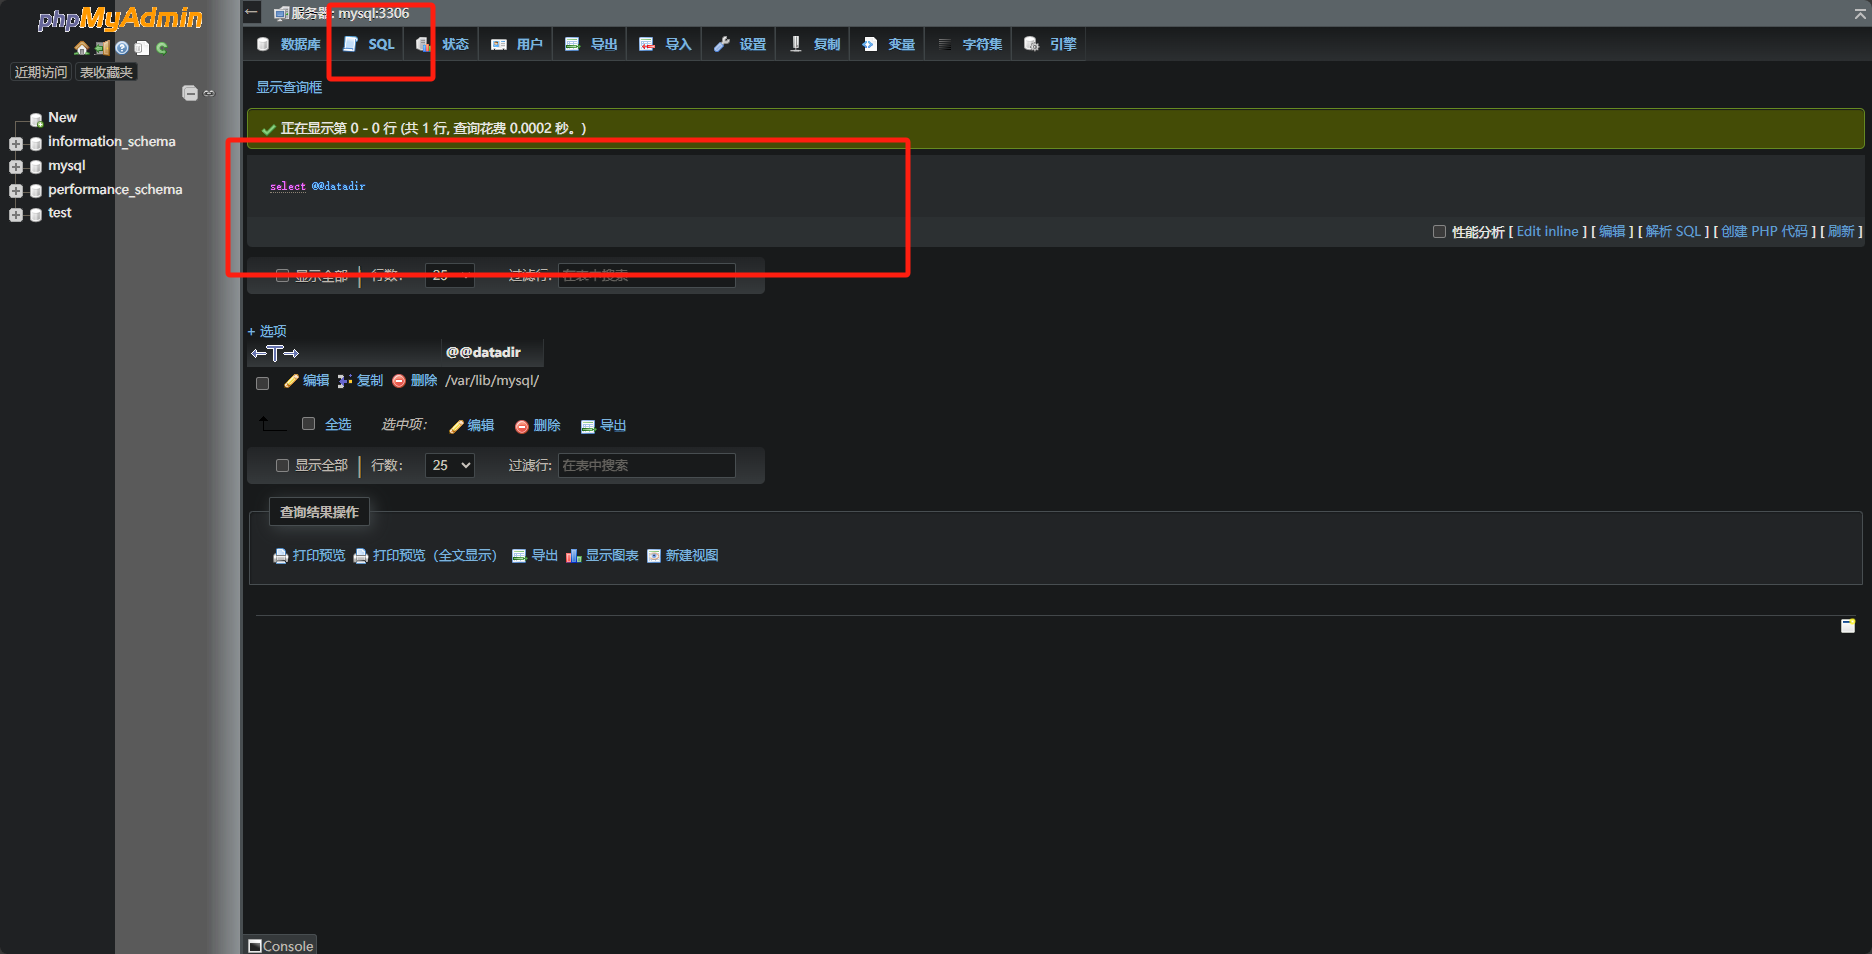 phpMyAdmin
近期访问 表收藏夹
New
information_schema
mysql
performance_schema
test
服务器: mysql:3306
数据库 SQL 状态 用户 导出 导入 设置 复制 变量 字符集 引擎
显示查询框
正在显示第 0 - 0 行 (共 1 行, 查询花费 0.0002 秒。)
select @@datadir
性能分析 [ Edit inline ] [ 编辑 ] [ 解析 SQL ] [ 创建 PHP 代码 ] [ 刷新 ]
显示全部 行数: 25 过滤行: 在表中搜索
+ 选项
←T→ @@datadir
编辑 复制 删除 /var/lib/mysql/
全选 选中项: 编辑 删除 导出
显示全部 行数: 25 过滤行: 在表中搜索
查询结果操作
打印预览 打印预览 (全文显示) 导出 显示图表 新建视图
Console